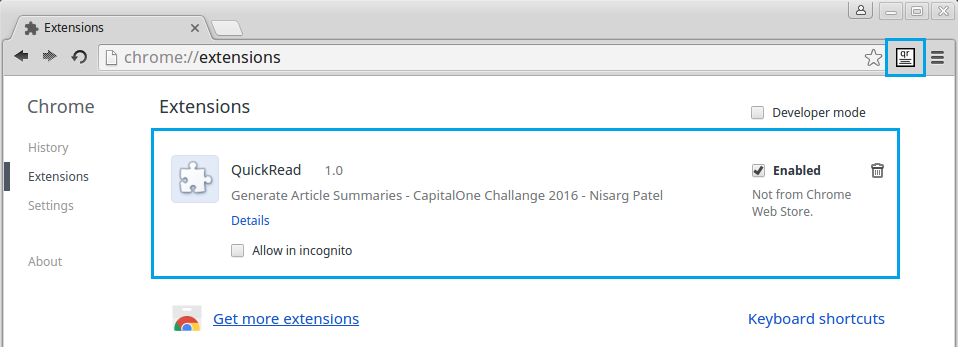 Extensions
chrome://extensions
qr
Chrome
Extensions
Developer mode
History
Extensions
Settings
About
QuickRead 1.0
Generate Article Summaries - CapitalOne Challange 2016 - Nisarg Patel
Details
Allow in incognito
Enabled
Not from Chrome
Web Store.
Get more extensions
Keyboard shortcuts